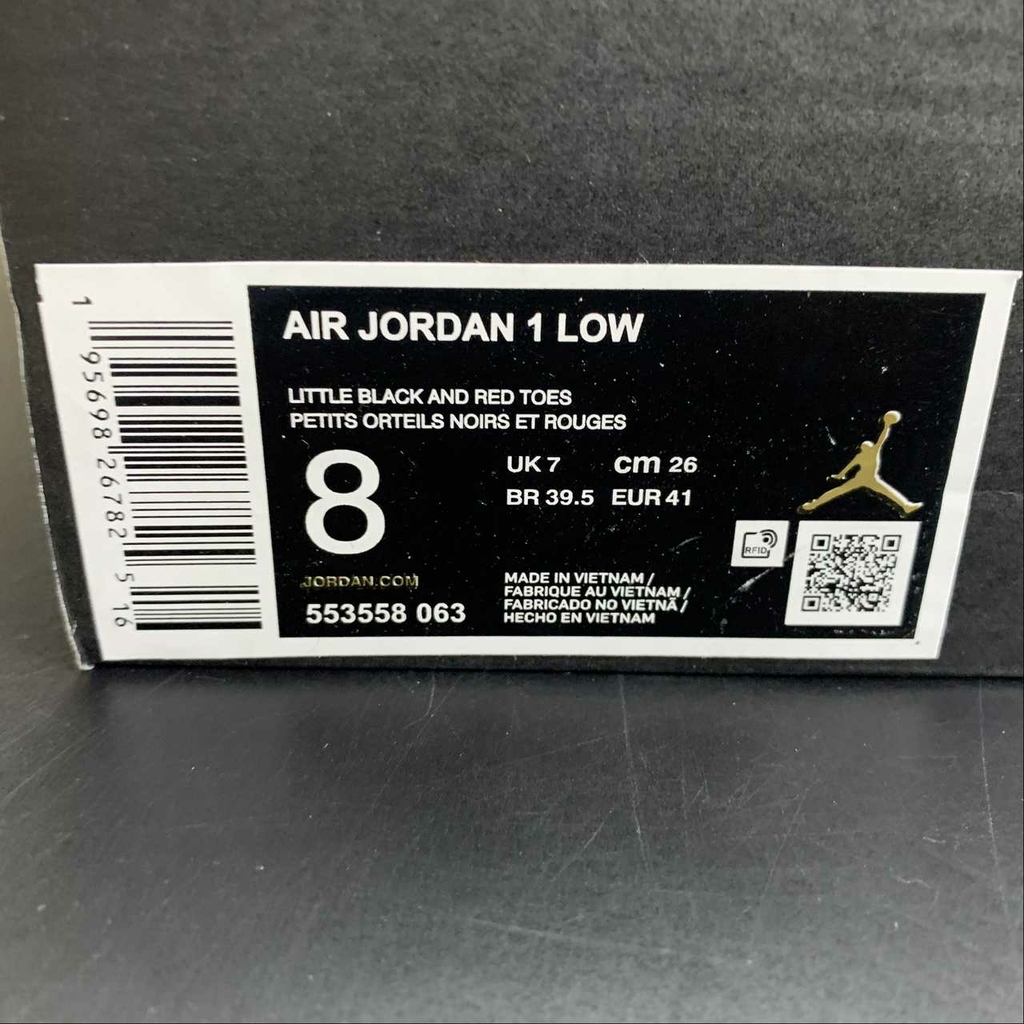 1 95698 26782 5 16
AIR JORDAN 1 LOW
LITTLE BLACK AND RED TOES
PETITS ORTEILS NOIRS ET ROUGES
8
UK 7 cm 26
BR 39.5 EUR 41
RFID
JORDAN.COM
553558 063
MADE IN VIETNAM /
FABRIQUE AU VIETNAM /
FABRICADO NO VIETNÃ /
HECHO EN VIETNAM